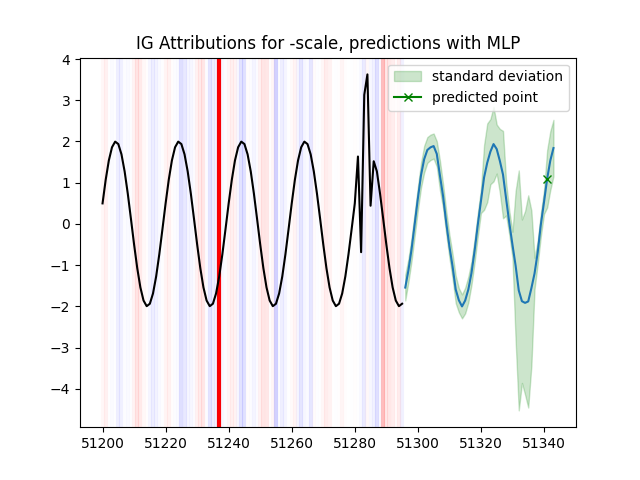 IG Attributions for -scale, predictions with MLP
standard deviation
predicted point
4
3
2
1
0
−1
−2
−3
−4
51200 51220 51240 51260 51280 51300 51320 51340